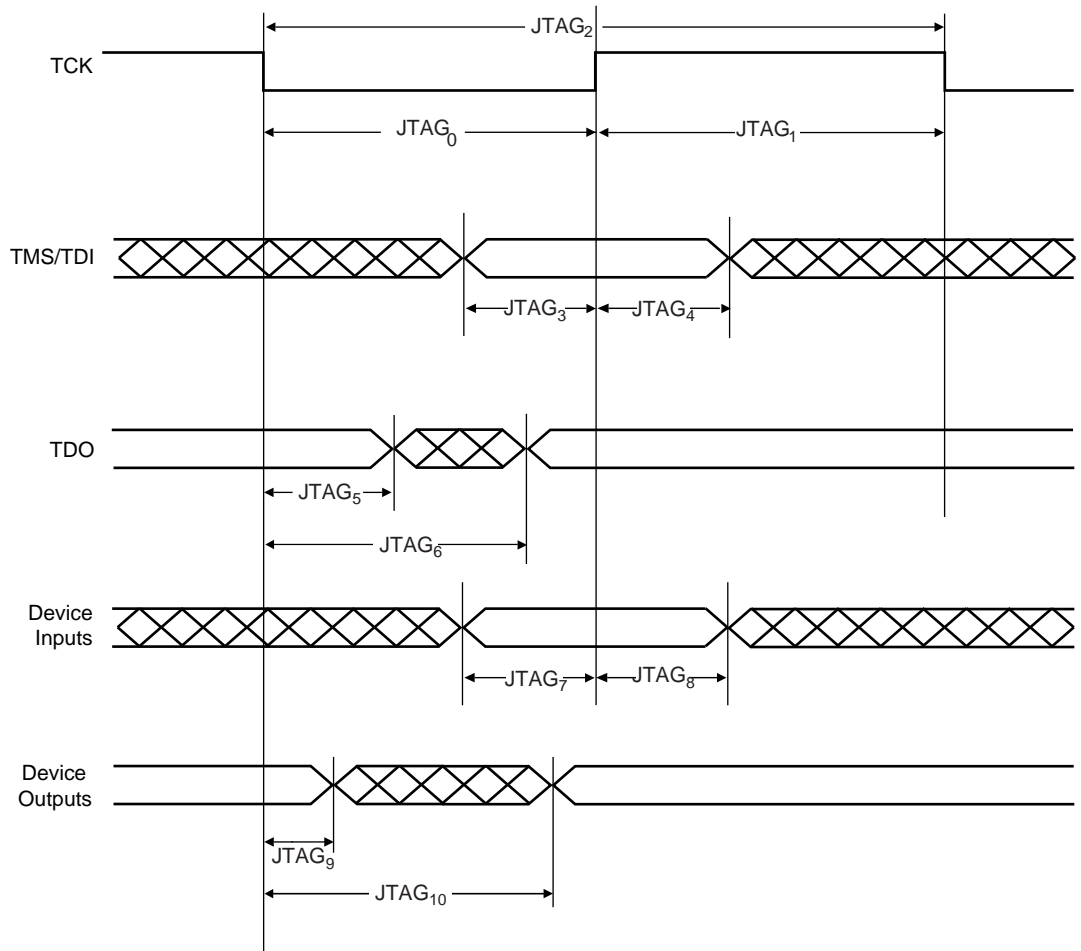 JTAG₂
TCK
JTAG₀
JTAG₁
TMS/TDI
JTAG₃
JTAG₄
TDO
JTAG₅
JTAG₆
Device
Inputs
JTAG₇
JTAG₈
Device
Outputs
JTAG₉
JTAG₁₀